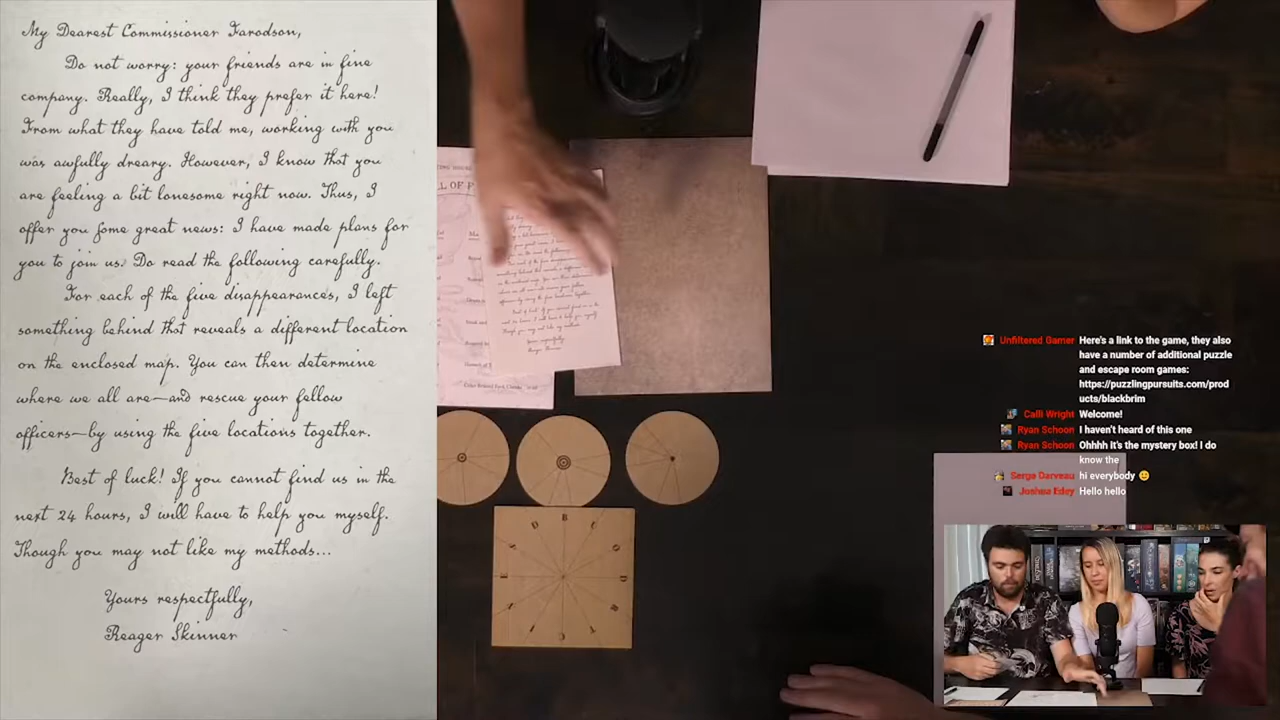 My Dearest Commissioner Farodson,
Do not worry: your friends are in fine
company. Really, I think they prefer it here!
From what they have told me, working with you
was awfully dreary. However, I know that you
are feeling a bit lonesome right now. Thus, I
offer you some great news: I have made plans for
you to join us. Do read the following carefully.
For each of the five disappearances, I left
something behind that reveals a different location
on the enclosed map. You can then determine
where we all are—and rescue your fellow
officers—by using the five locations together.
Best of luck! If you cannot find us in the
next 24 hours, I will have to help you myself.
Though you may not like my methods...
Yours respectfully,
Reager Skinner
Unfiltered Gamer Here's a link to the game, they also
have a number of additional puzzle
and escape room games:
https://puzzlingpursuits.com/prod
ucts/blackbrim
Calli Wright Welcome!
Ryan Schoon I haven't heard of this one
Ryan Schoon Ohhhh it's the mystery box! I do
know the
Serge Darveau hi everybody 🙂
Joshua Edey Hello hello